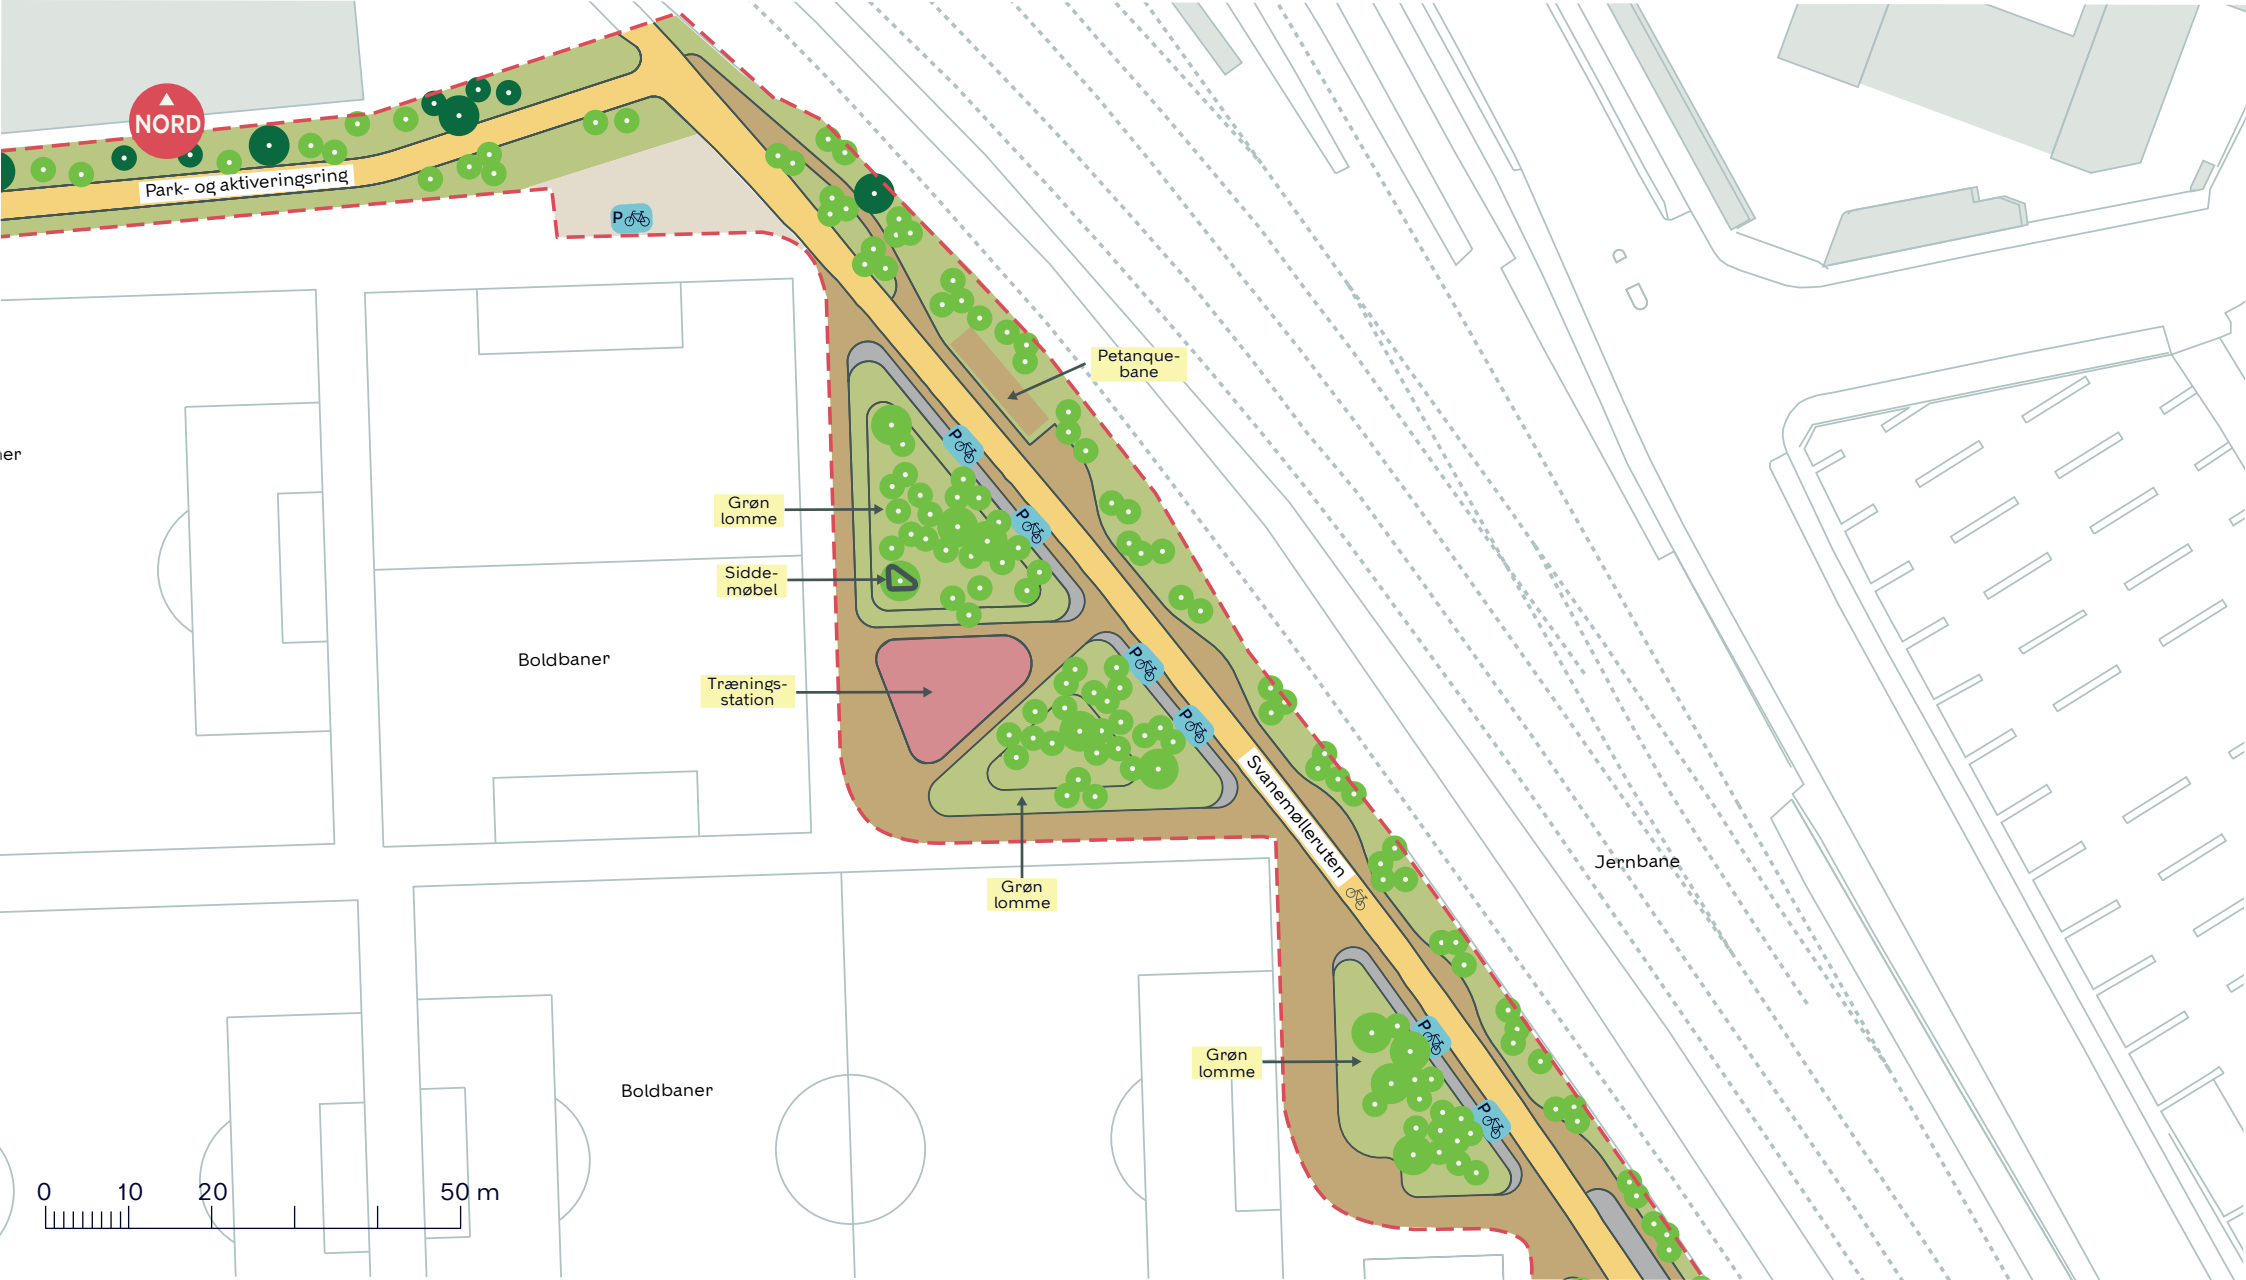 NORD
Park- og aktiveringsring
P
Petanque-
bane
P
Grøn
lomme
P
Sidde-
møbel
Boldbaner
P
Trænings-
station
P
Svanemølleruten
Jernbane
Grøn
lomme
P
Grøn
lomme
Boldbaner
P
0 10 20 50 m